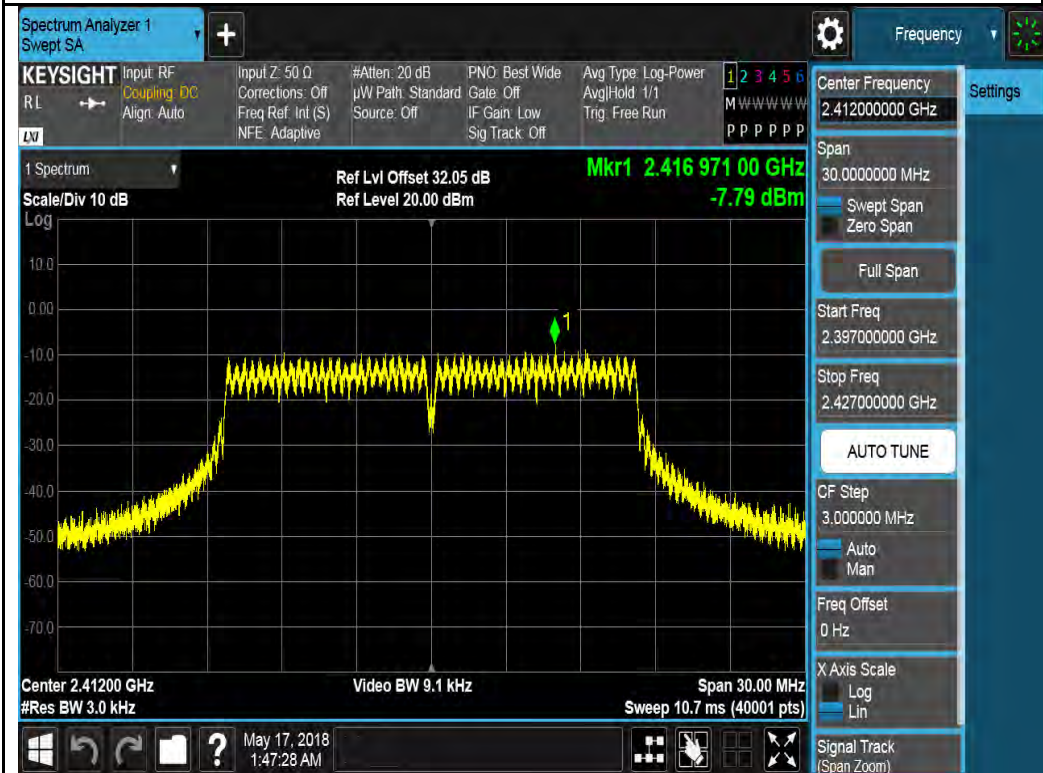 Spectrum Analyzer 1
Swept SA
+
Frequency
KEYSIGHT
RL
LXI
Input: RF
Coupling: DC
Align: Auto
Input Z: 50 Ω
Corrections: Off
Freq Ref: Int (S)
NFE: Adaptive
#Atten: 20 dB
µW Path: Standard
Source: Off
PNO: Best Wide
Gate: Off
IF Gain: Low
Sig Track: Off
Avg Type: Log-Power
Avg|Hold: 1/1
Trig: Free Run
1 2 3 4 5 6
M W W W W W
P P P P P P
1 Spectrum
Scale/Div 10 dB
Ref Lvl Offset 32.05 dB
Ref Level 20.00 dBm
Mkr1 2.416 971 00 GHz
-7.79 dBm
Log
10.0
0.00
-10.0
-20.0
-30.0
-40.0
-50.0
-60.0
-70.0
1
Center 2.41200 GHz
#Res BW 3.0 kHz
Video BW 9.1 kHz
Span 30.00 MHz
Sweep 10.7 ms (40001 pts)
?
May 17, 2018
1:47:28 AM
Center Frequency
2.412000000 GHz
Span
30.0000000 MHz
Swept Span
Zero Span
Full Span
Start Freq
2.397000000 GHz
Stop Freq
2.427000000 GHz
AUTO TUNE
CF Step
3.000000 MHz
Auto
Man
Freq Offset
0 Hz
X Axis Scale
Log
Lin
Signal Track
(Span Zoom)
Settings